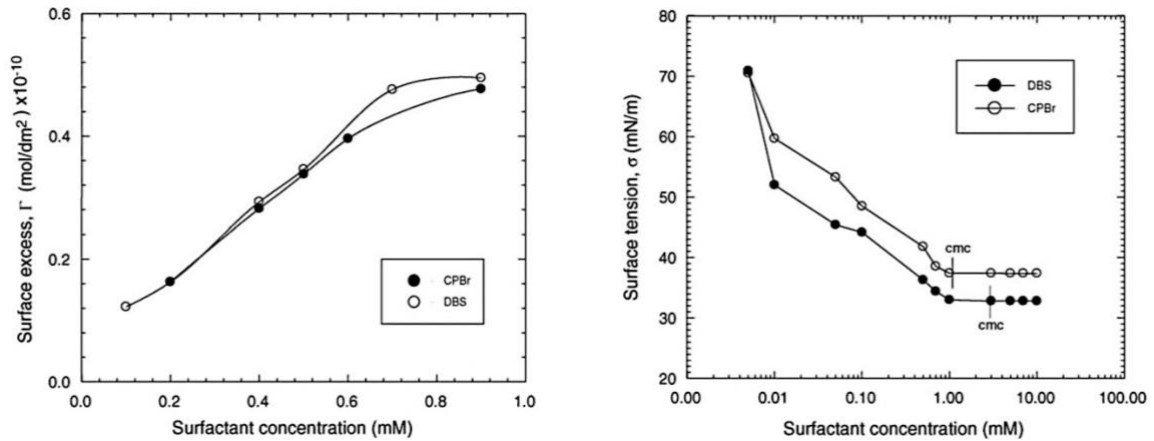 Surface excess, Γ (mol/dm²) x10⁻¹⁰
0.6
0.4
0.2
0.0
CPBr
DBS
0.0 0.2 0.4 0.6 0.8 1.0
Surfactant concentration (mM)
Surface tension, σ (mN/m)
80
70
60
50
40
30
20
DBS
CPBr
cmc
cmc
0.00 0.01 0.10 1.00 10.00 100.00
Surfactant concentration (mM)